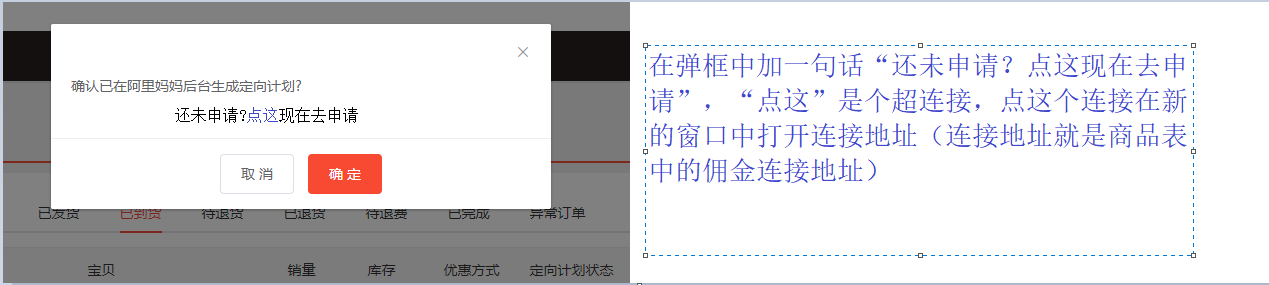 确认已在阿里妈妈后台生成定向计划?
还未申请?点这现在去申请
取 消 确 定
已发货 已到货 待退货 已退货 待退费 已完成 异常订单
宝贝 销量 库存 优惠方式 定向计划状态
在弹框中加一句话“还未申请？点这现在去申
请”，“点这”是个超连接，点这个连接在新
的窗口中打开连接地址（连接地址就是商品表
中的佣金连接地址）